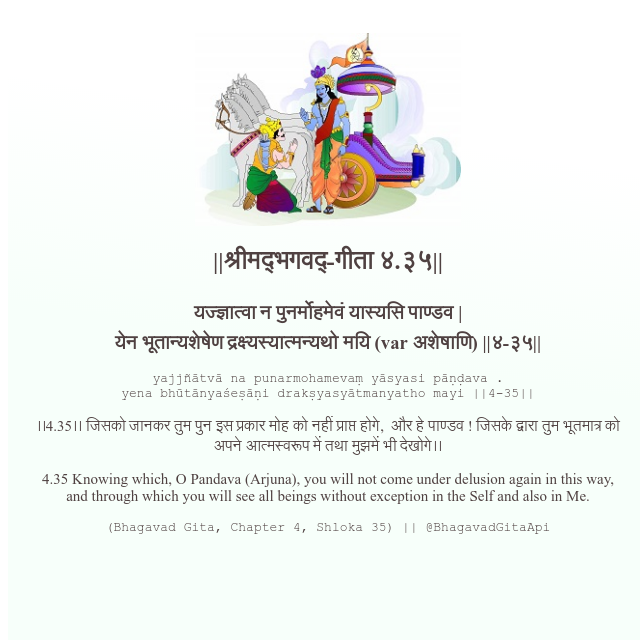 ||श्रीमद्‍भगवद्‍-गीता ४.३५||
यज्ज्ञात्वा न पुनर्मोहमेवं यास्यसि पाण्डव |
येन भूतान्यशेषेण द्रक्ष्यस्यात्मन्यथो मयि (var अशेषाणि) ||४-३५||
yajjñātvā na punarmohamevaṃ yāsyasi pāṇḍava .
yena bhūtānyaśeṣāṇi drakṣyasyātmanyatho mayi ||4-35||
।।4.35।। जिसको जानकर तुम पुन इस प्रकार मोह को नहीं प्राप्त होगे, और हे पाण्डव ! जिसके द्वारा तुम भूतमात्र को
अपने आत्मस्वरूप में तथा मुझमें भी देखोगे।।
4.35 Knowing which, O Pandava (Arjuna), you will not come under delusion again in this way,
and through which you will see all beings without exception in the Self and also in Me.
(Bhagavad Gita, Chapter 4, Shloka 35) || @BhagavadGitaApi